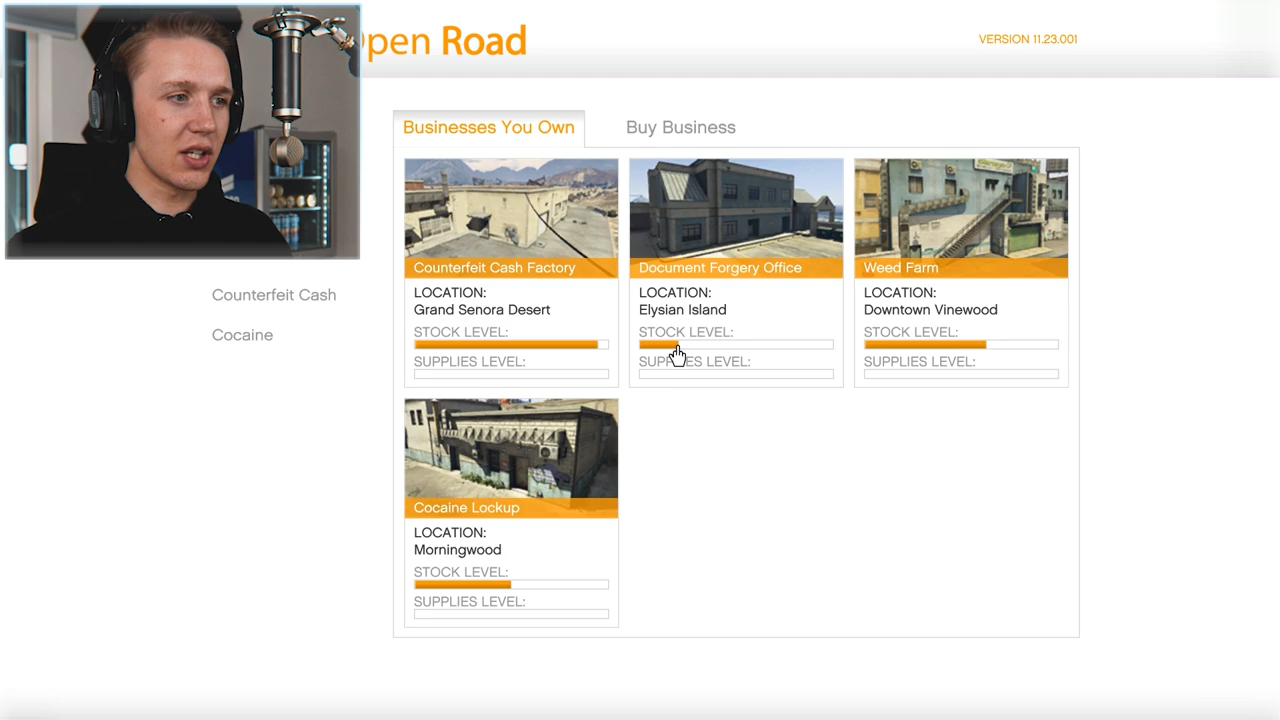 pen Road
VERSION 11.23.001
Businesses You Own
Buy Business
Counterfeit Cash
Cocaine
Counterfeit Cash Factory
LOCATION:
Grand Senora Desert
STOCK LEVEL:
SUPPLIES LEVEL:
Document Forgery Office
LOCATION:
Elysian Island
STOCK LEVEL:
SUPPLIES LEVEL:
Weed Farm
LOCATION:
Downtown Vinewood
STOCK LEVEL:
SUPPLIES LEVEL:
Cocaine Lockup
LOCATION:
Morningwood
STOCK LEVEL:
SUPPLIES LEVEL: